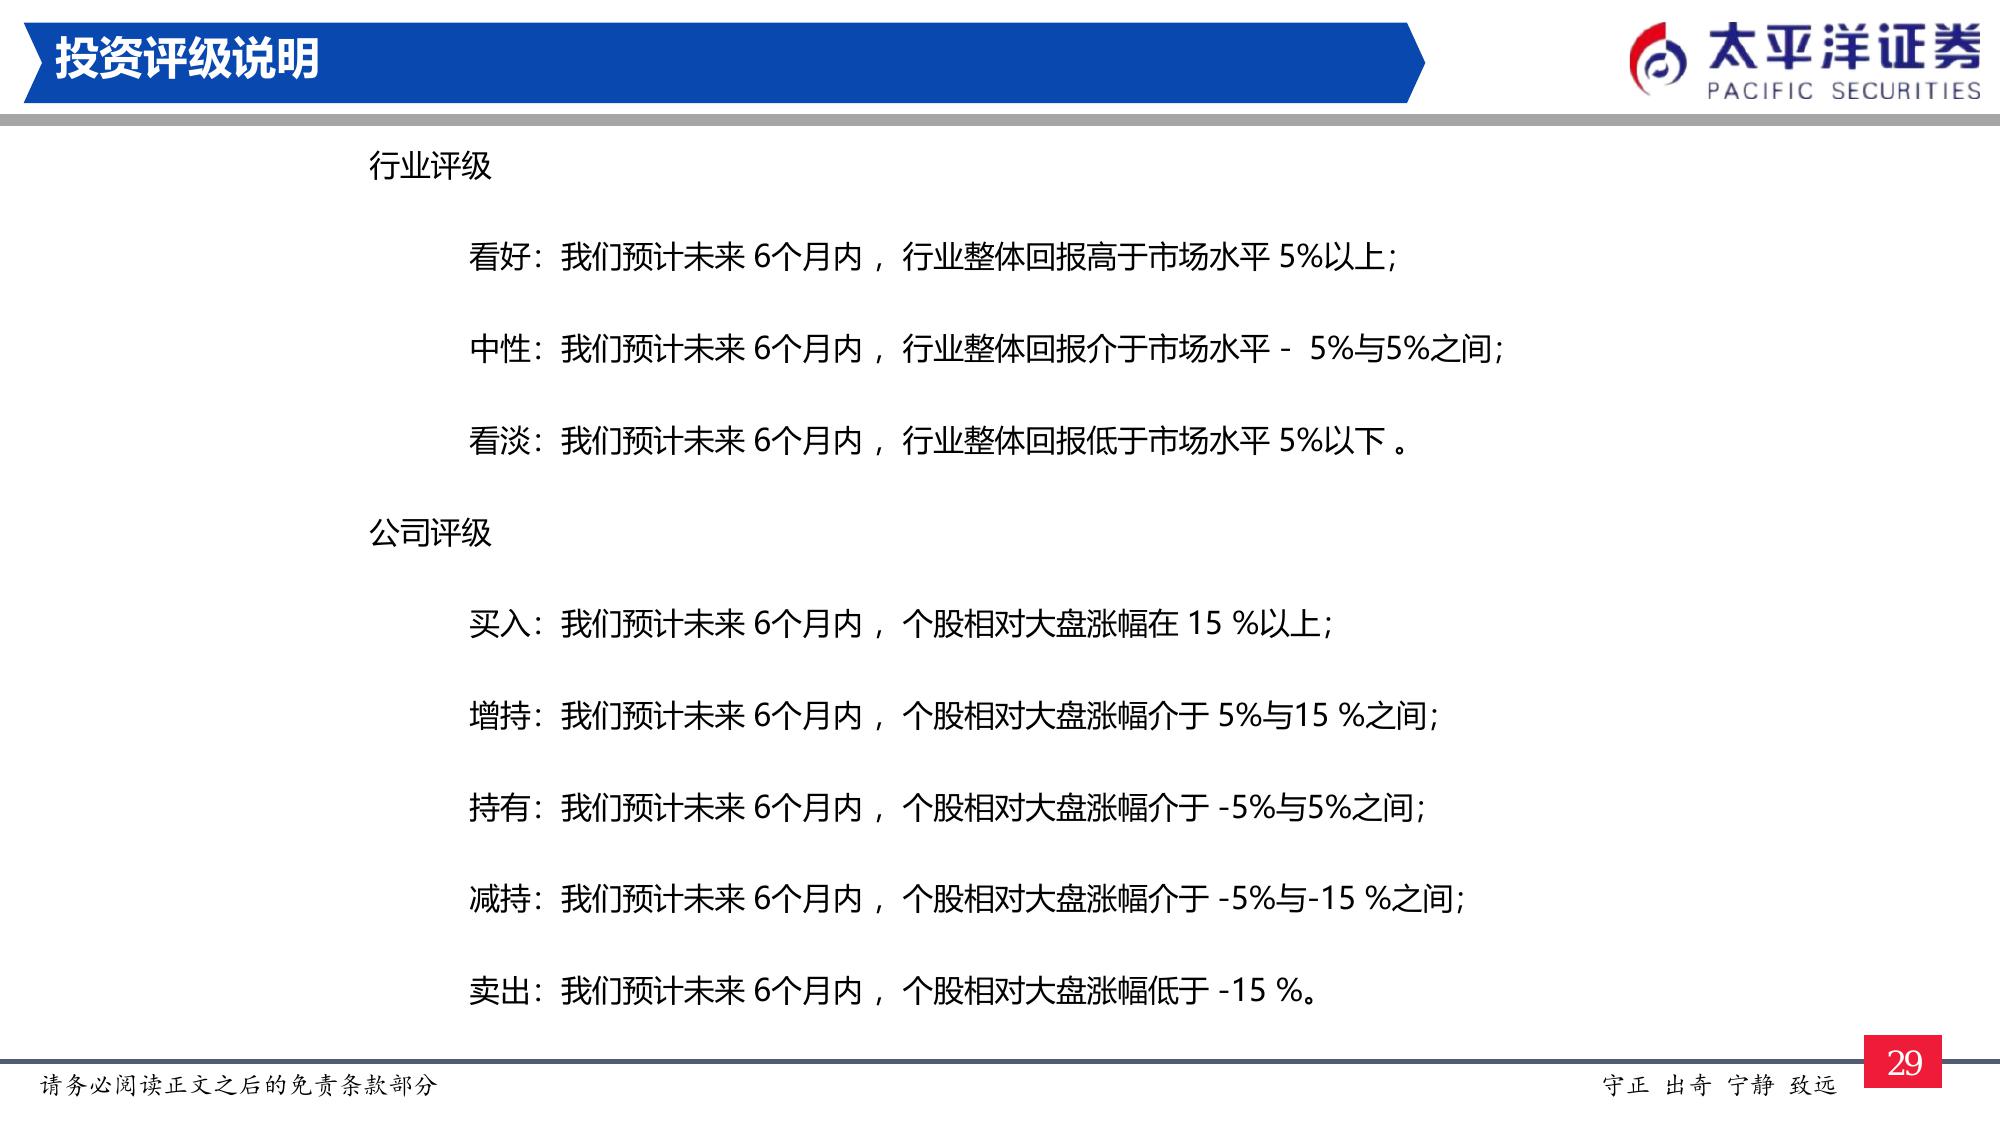 投资评级说明
太平洋证券
PACIFIC SECURITIES
行业评级
看好：我们预计未来 6个月内 ，行业整体回报高于市场水平 5%以上；
中性：我们预计未来 6个月内 ，行业整体回报介于市场水平 - 5%与5%之间；
看淡：我们预计未来 6个月内 ，行业整体回报低于市场水平 5%以下 。
公司评级
买入：我们预计未来 6个月内 ，个股相对大盘涨幅在 15 %以上；
增持：我们预计未来 6个月内 ，个股相对大盘涨幅介于 5%与15 %之间；
持有：我们预计未来 6个月内 ，个股相对大盘涨幅介于 -5%与5%之间；
减持：我们预计未来 6个月内 ，个股相对大盘涨幅介于 -5%与-15 %之间；
卖出：我们预计未来 6个月内 ，个股相对大盘涨幅低于 -15 %。
请务必阅读正文之后的免责条款部分
守正 出奇 宁静 致远
29